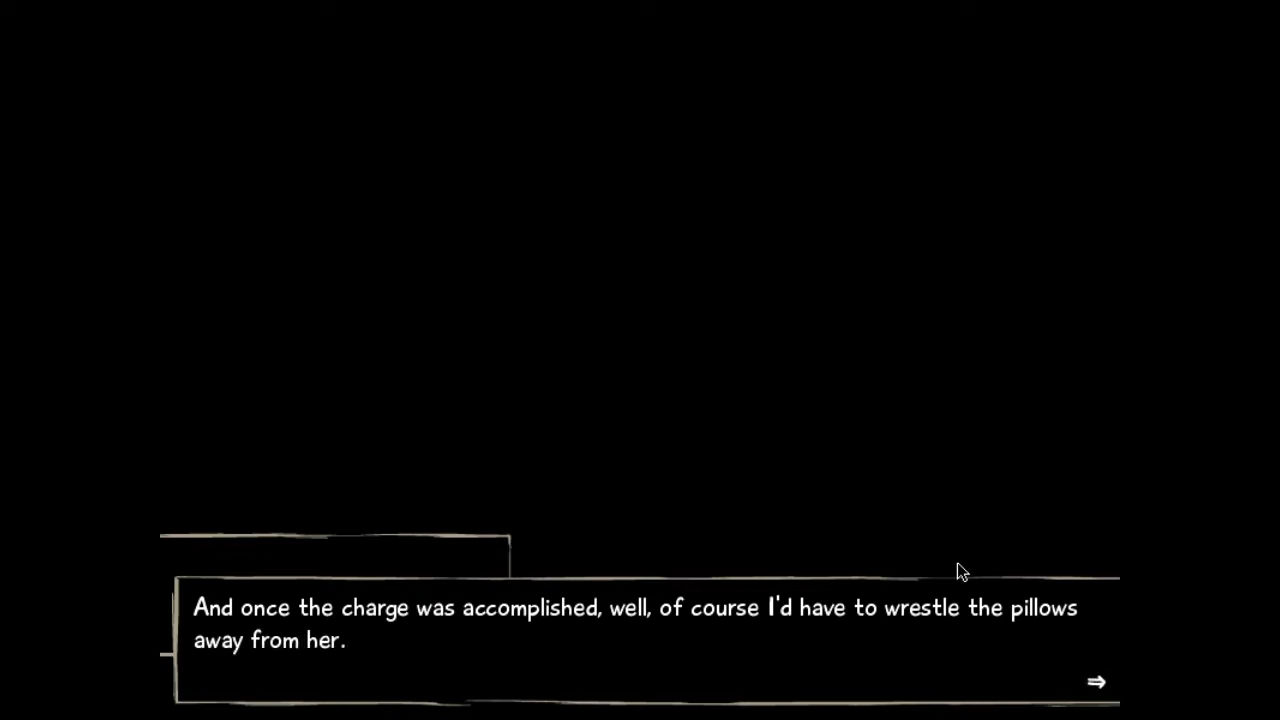 And once the charge was accomplished, well, of course I'd have to wrestle the pillows
away from her.